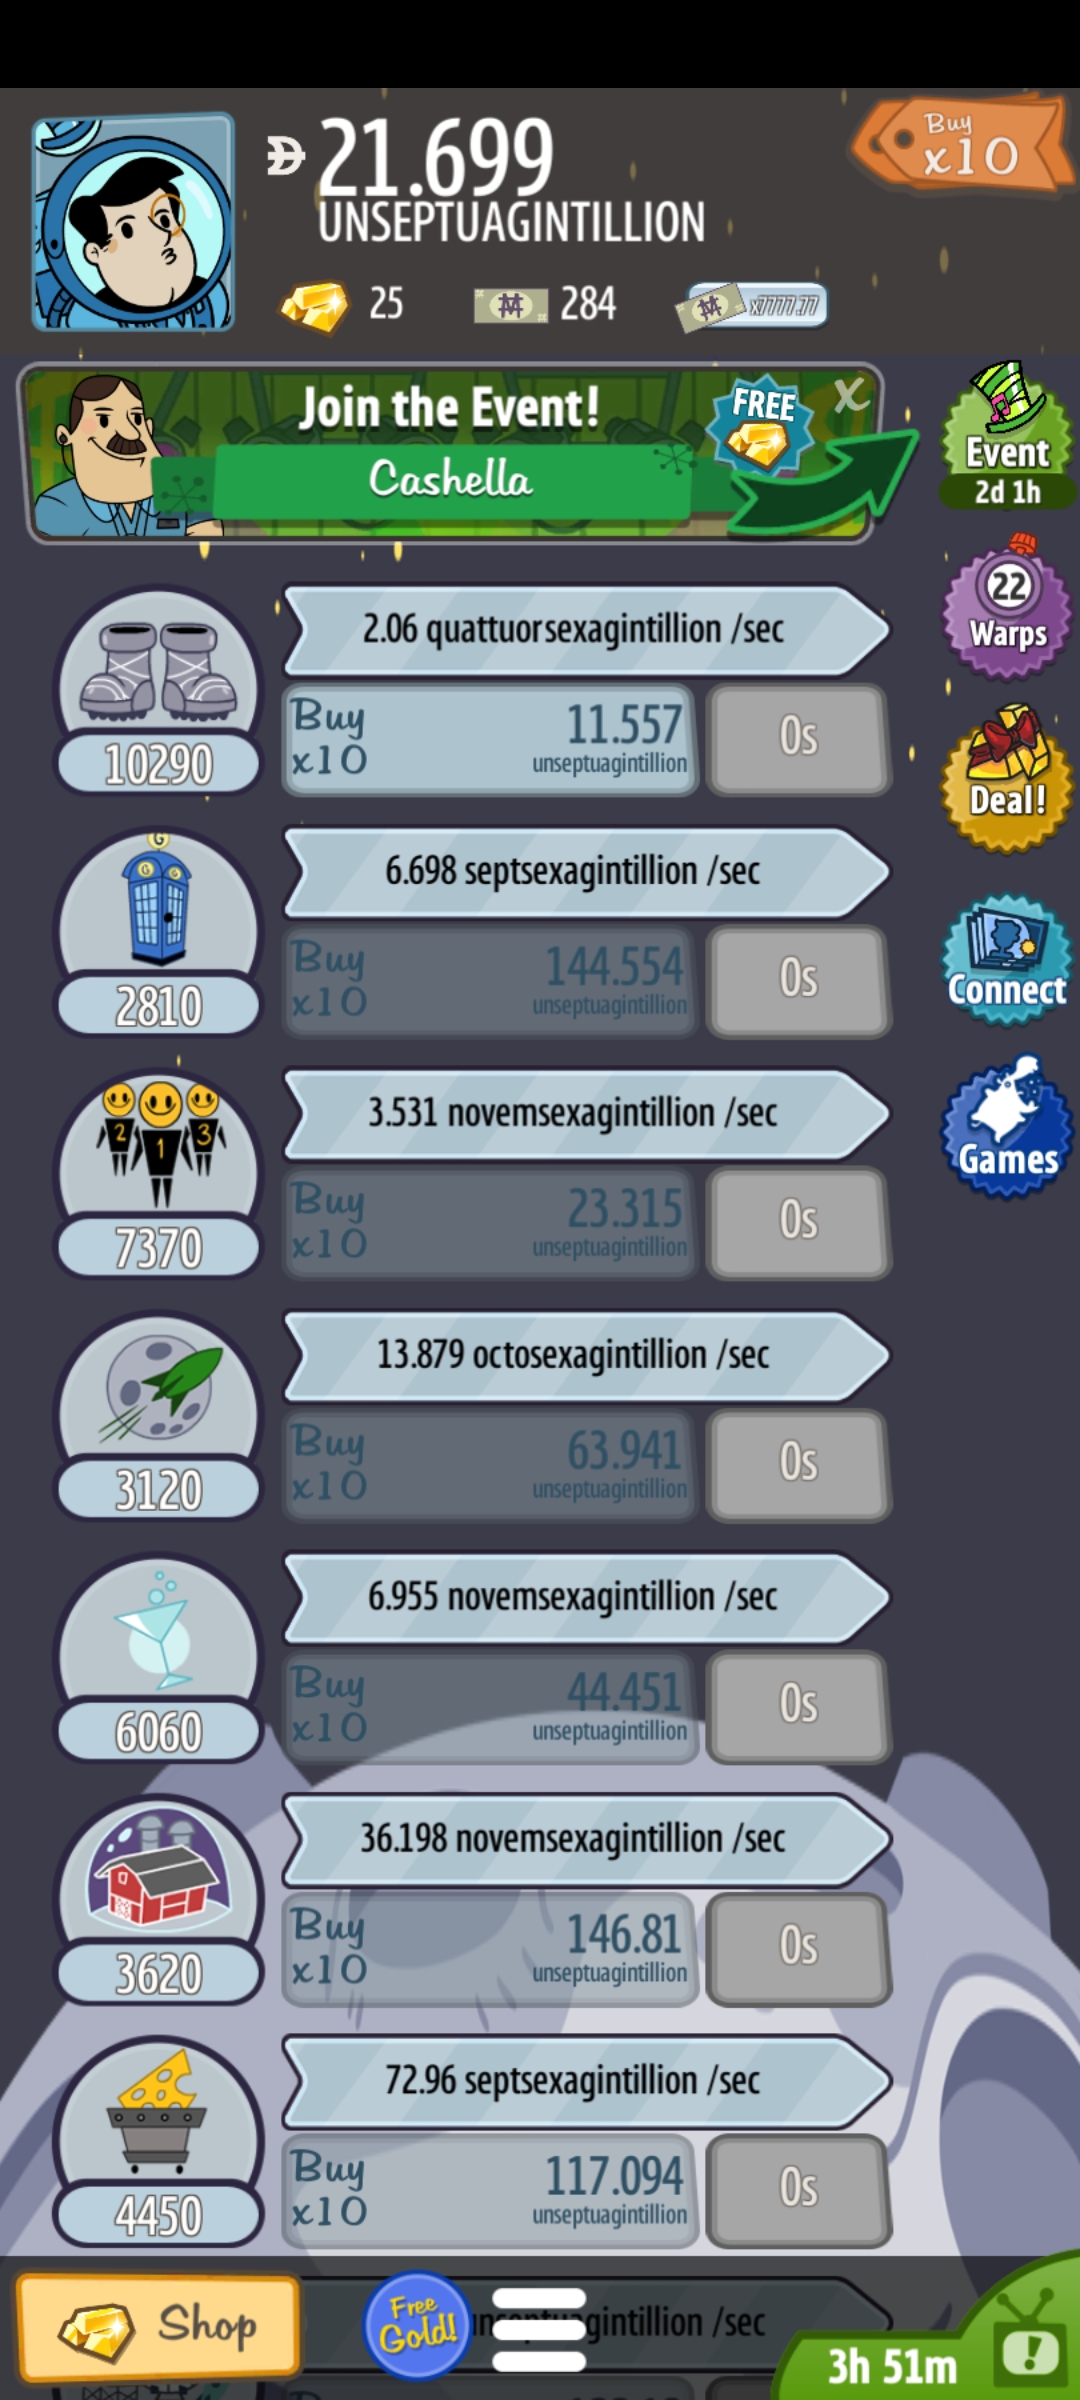 21.699
UNSEPTUAGINTILLION
Buy
x10
25
284
x7777.77
Join the Event!
FREE
X
Cashella
Event
2d 1h
2.06 quattuorsexagintillion /sec
Buy
x10
11.557
unseptuagintillion
0s
10290
22
Warps
6.698 septsexagintillion /sec
Buy
x10
144.554
unseptuagintillion
0s
G
G
G
2810
Deal!
3.531 novemsexagintillion /sec
Buy
x10
23.315
unseptuagintillion
0s
2
1
3
7370
Connect
Games
13.879 octosexagintillion /sec
Buy
x10
63.941
unseptuagintillion
0s
3120
6.955 novemsexagintillion /sec
Buy
x10
44.451
unseptuagintillion
0s
6060
36.198 novemsexagintillion /sec
Buy
x10
146.81
unseptuagintillion
0s
3620
72.96 septsexagintillion /sec
Buy
x10
117.094
unseptuagintillion
0s
4450
Shop
Free
Gold!
/sec
3h 51m
!